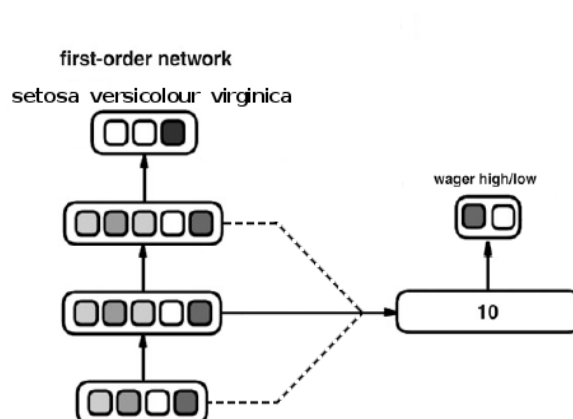 first-order network
setosa versicolour virginica
wager high/low
10